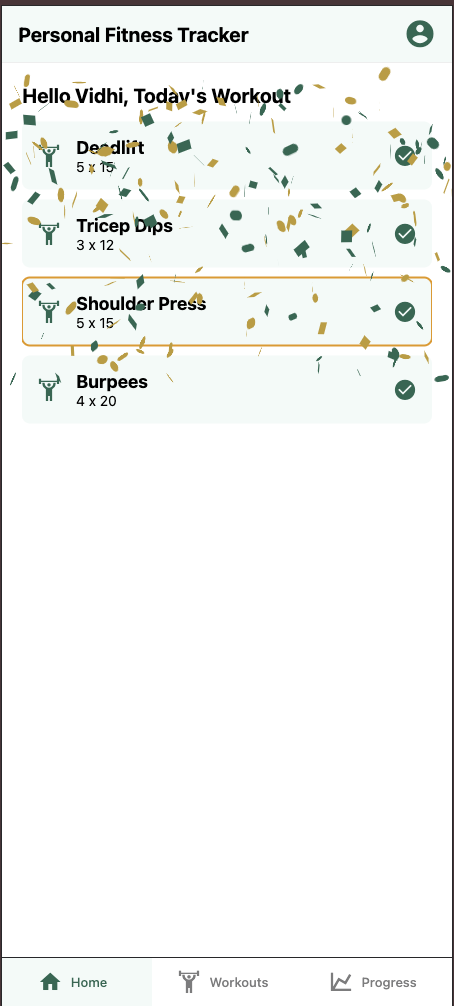 Personal Fitness Tracker
Hello Vidhi, Today's Workout
Deadlift
5 x 15
Tricep Dips
3 x 12
Shoulder Press
5 x 15
Burpees
4 x 20
Home
Workouts
Progress